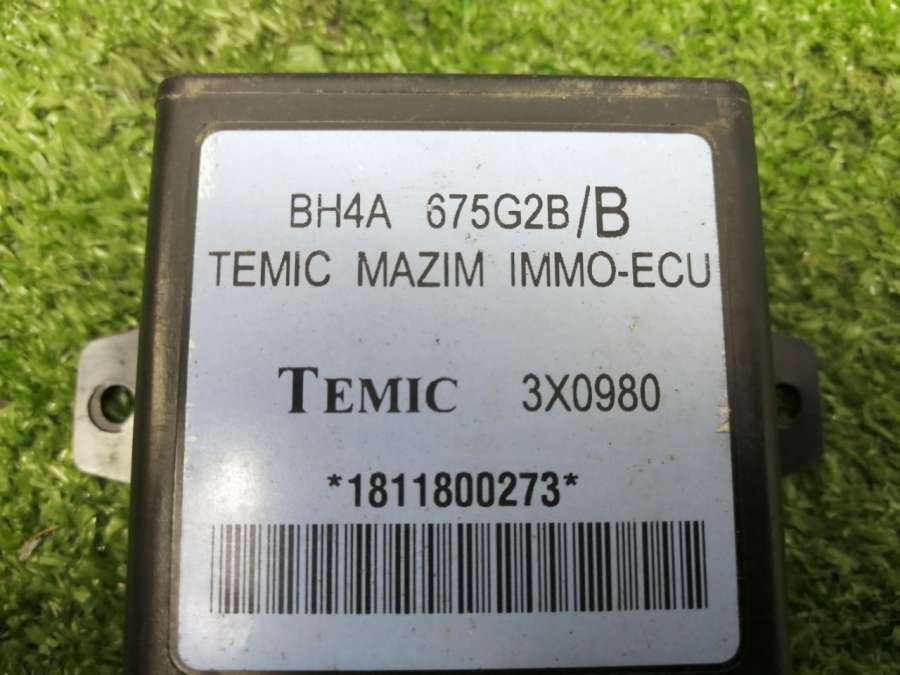 BH4A 675G2B/B
TEMIC MAZIM IMMO-ECU
TEMIC 3X0980
*1811800273*